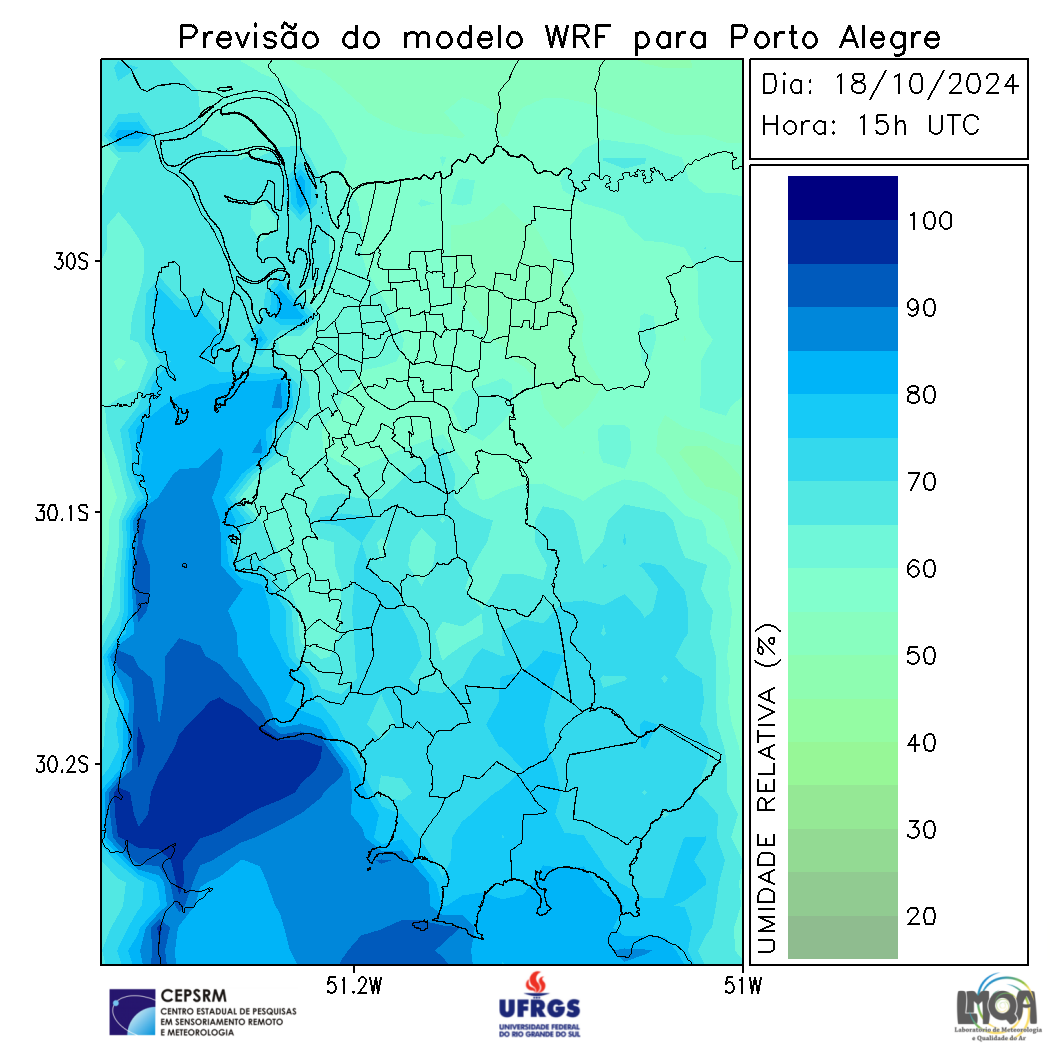 Previsão do modelo WRF para Porto Alegre
Dia: 18/10/2024
Hora: 15h UTC
30S
30.1S
30.2S
51.2W
51W
100
90
80
70
60
50
40
30
20
UMIDADE RELATIVA (%)
CEPSRM
CENTRO ESTADUAL DE PESQUISAS
EM SENSORIAMENTO REMOTO
E METEOROLOGIA
UFRGS
UNIVERSIDADE FEDERAL
DO RIO GRANDE DO SUL
LMQA
Laboratório de Meteorologia
e Qualidade do Ar